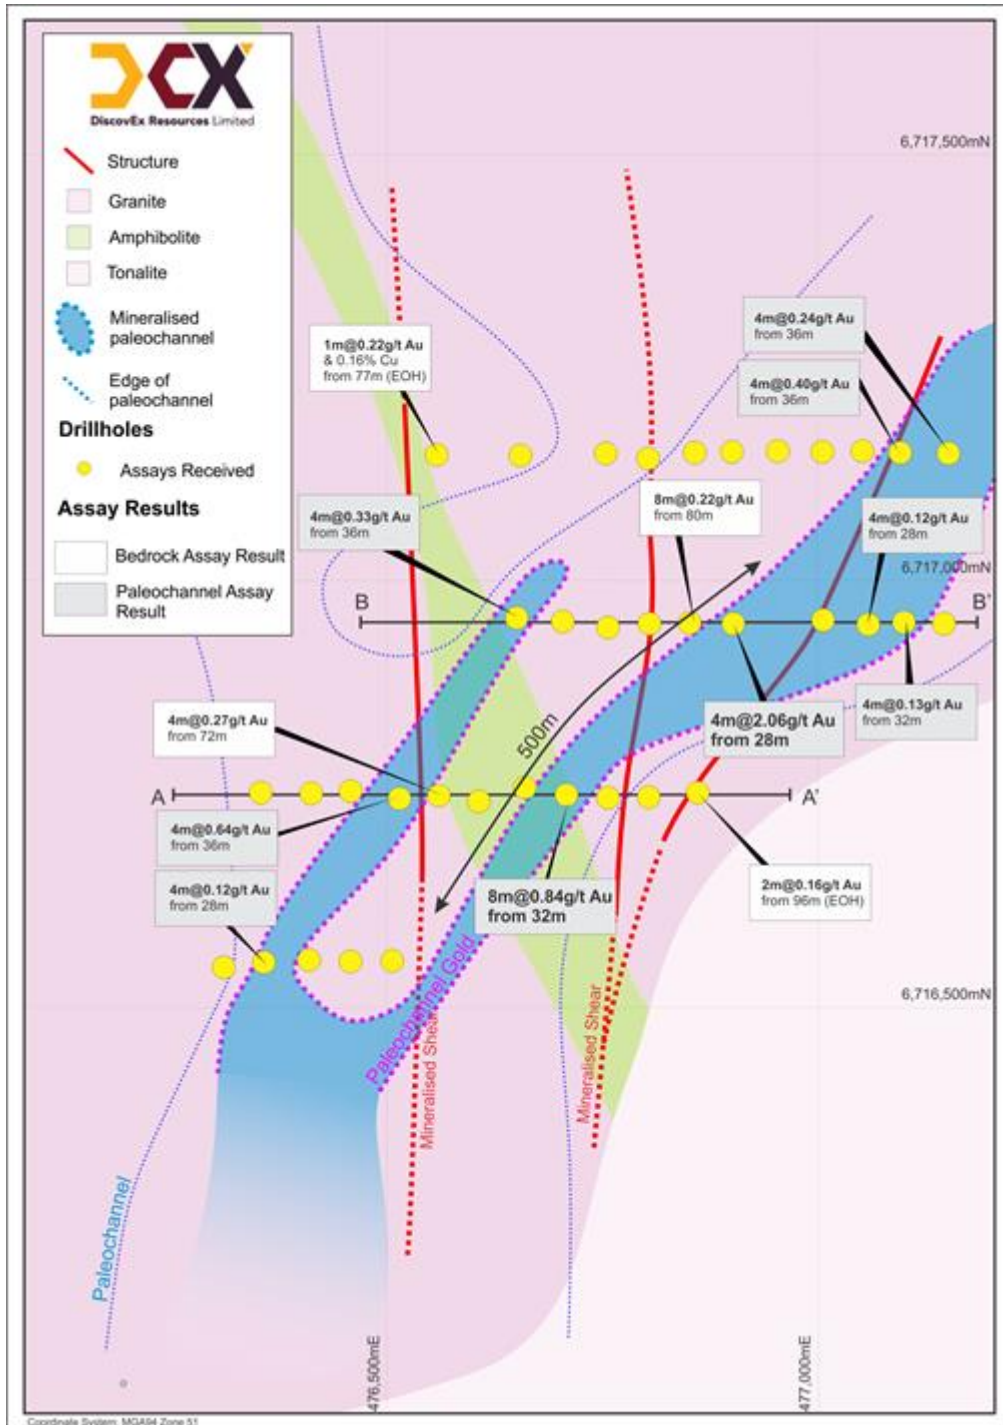 DCX
DiscovEx Resources Limited
Structure
Granite
Amphibolite
Tonalite
Mineralised
paleochannel
Edge of
paleochannel
Drillholes
Assays Received
Assay Results
Bedrock Assay Result
Paleochannel Assay
Result
6,717,500mN
4m@0.24g/t Au
from 36m
1m@0.22g/t Au
& 0.16% Cu
from 77m (EOH)
4m@0.40g/t Au
from 36m
4m@0.33g/t Au
from 36m
8m@0.22g/t Au
from 80m
4m@0.12g/t Au
from 28m
6,717,000mN
B
B'
500m
4m@0.27g/t Au
from 72m
4m@2.06g/t Au
from 28m
4m@0.13g/t Au
from 32m
A
A'
4m@0.64g/t Au
from 36m
4m@0.12g/t Au
from 28m
8m@0.84g/t Au
from 32m
2m@0.16g/t Au
from 96m (EOH)
Paleochannel Gold
6,716,500mN
Mineralised Shear
Mineralised Shear
Paleochannel
476,500mE
477,000mE
Coordinate System: MGA94 Zone 51